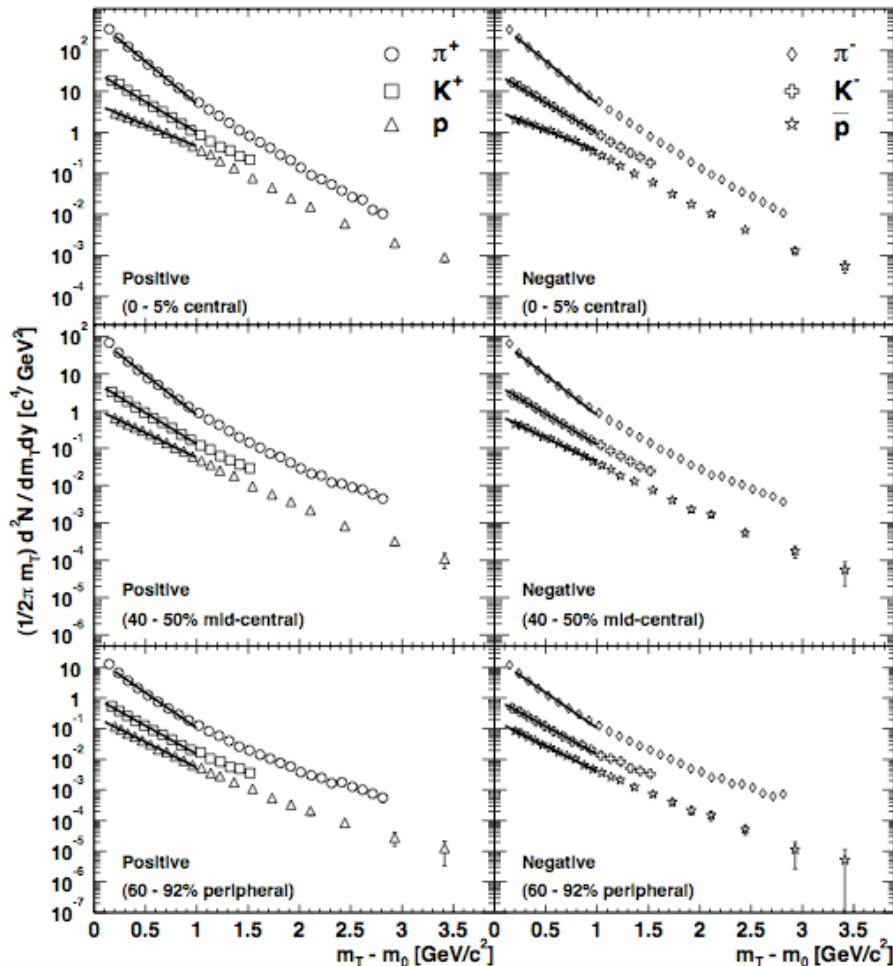 (1/2π m_T) d²N / dm_T dy [c⁴/ GeV²]
10²
10
1
10⁻¹
10⁻²
10⁻³
10⁻⁴
π⁺
K⁺
p
Positive
(0 - 5% central)
π⁻
K⁻
p̅
Negative
(0 - 5% central)
10²
10
1
10⁻¹
10⁻²
10⁻³
10⁻⁴
10⁻⁵
10⁻⁶
Positive
(40 - 50% mid-central)
Negative
(40 - 50% mid-central)
10
1
10⁻¹
10⁻²
10⁻³
10⁻⁴
10⁻⁵
10⁻⁶
10⁻⁷
Positive
(60 - 92% peripheral)
Negative
(60 - 92% peripheral)
0 0.5 1 1.5 2 2.5 3 3.5 0 0.5 1 1.5 2 2.5 3 3.5
m_T - m_0 [GeV/c²] m_T - m_0 [GeV/c²]